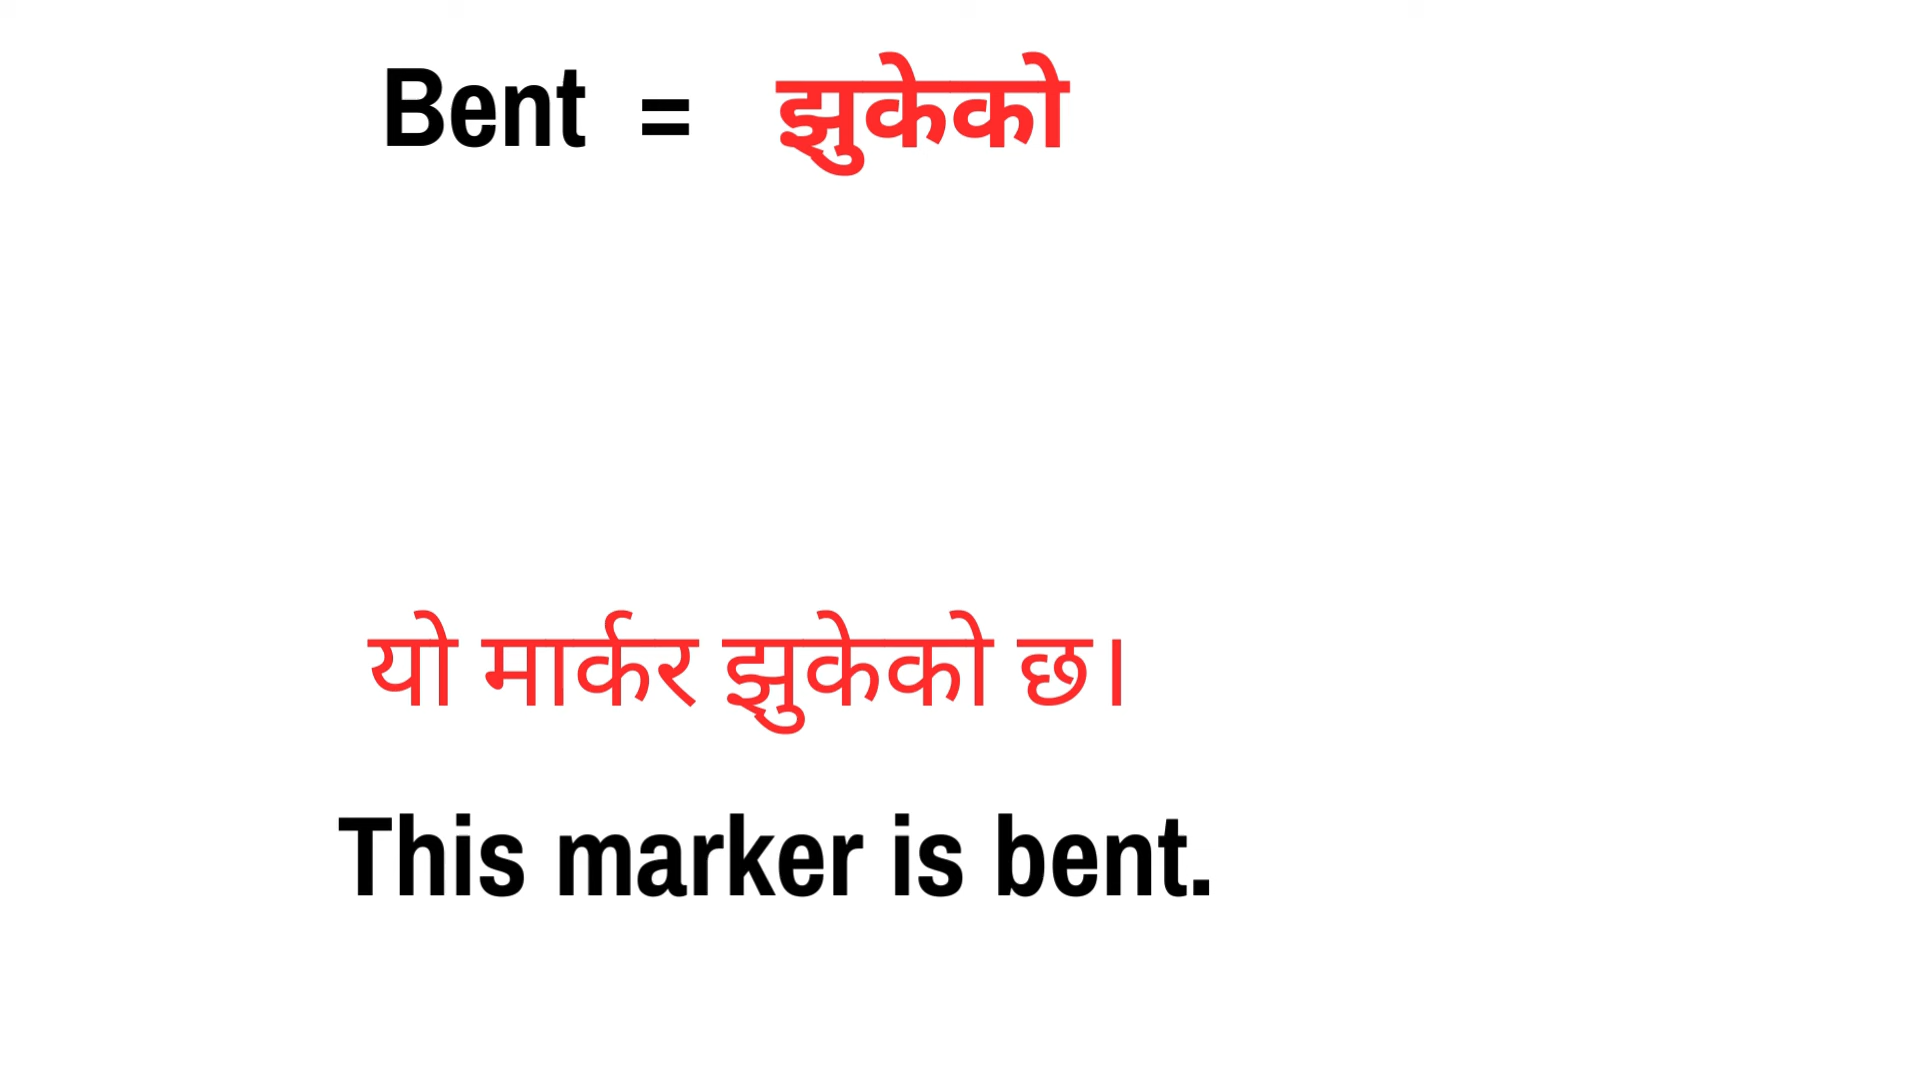 Bent = झुकेको
यो मार्कर झुकेको छ।
This marker is bent.